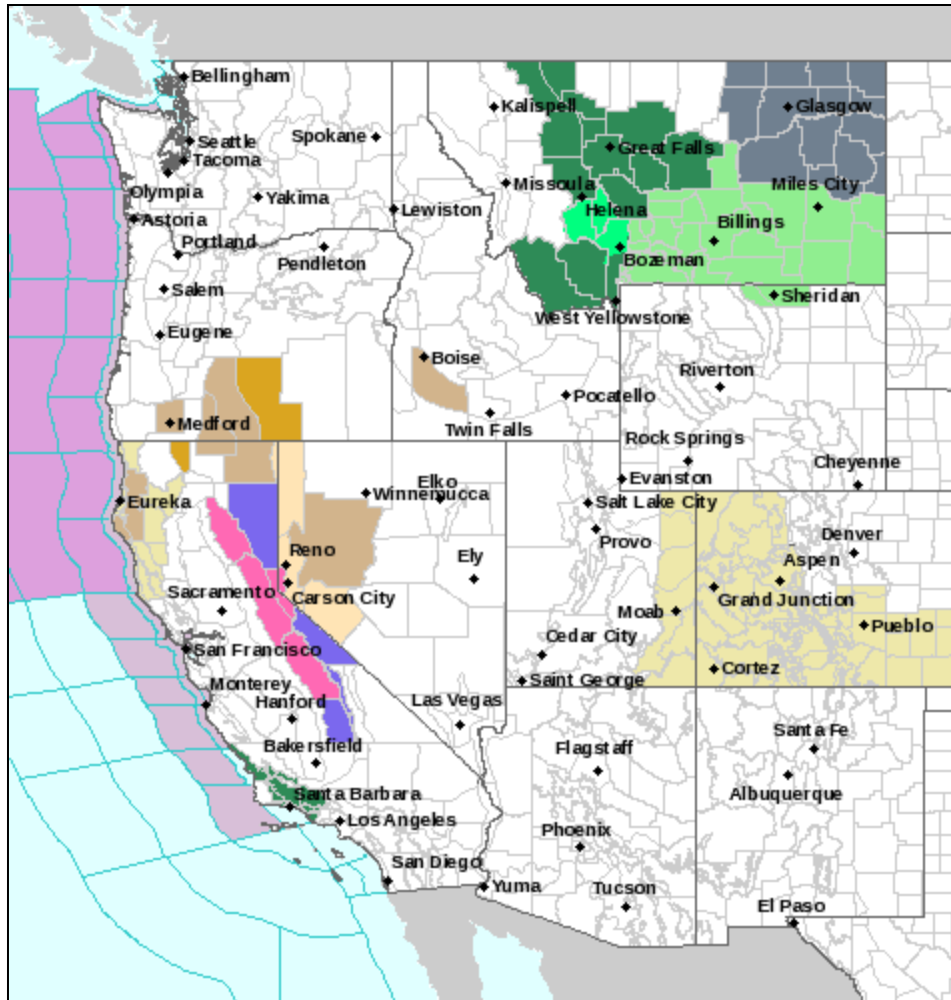 Bellingham
Kalispell
Glasgow
Spokane
Seattle
Great Falls
Tacoma
Olympia
Missoula
Miles City
Yakima
Lewiston
Helena
Astoria
Billings
Portland
Pendleton
Bozeman
Salem
Sheridan
West Yellowstone
Eugene
Boise
Riverton
Pocatello
Medford
Twin Falls
Rock Springs
Cheyenne
Elko
Evanston
Winnemucca
Eureka
Salt Lake City
Provo
Denver
Reno
Ely
Aspen
Sacramento
Carson City
Grand Junction
Moab
Pueblo
Cedar City
San Francisco
Cortez
Saint George
Monterey
Hanford
Las Vegas
Santa Fe
Bakersfield
Flagstaff
Santa Barbara
Albuquerque
Los Angeles
Phoenix
San Diego
Yuma
Tucson
El Paso